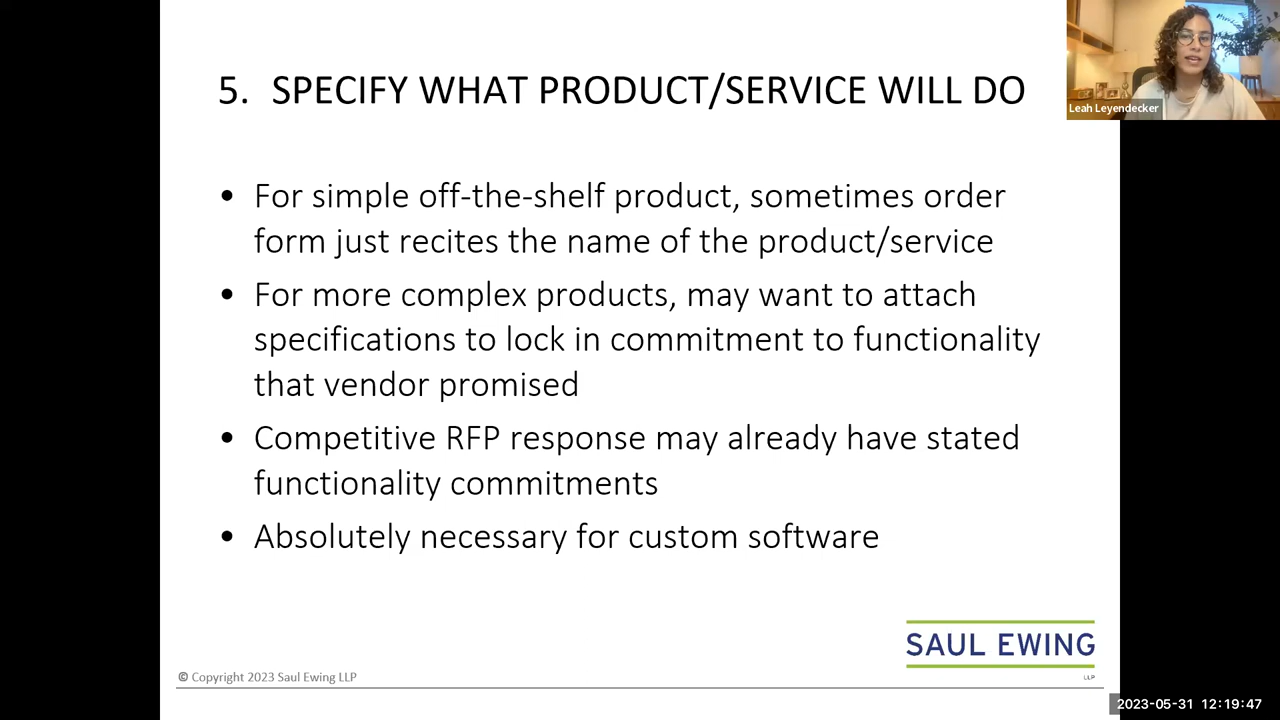 5. SPECIFY WHAT PRODUCT/SERVICE WILL DO
Leah Leyendecker
• For simple off-the-shelf product, sometimes order
form just recites the name of the product/service
• For more complex products, may want to attach
specifications to lock in commitment to functionality
that vendor promised
• Competitive RFP response may already have stated
functionality commitments
• Absolutely necessary for custom software
SAUL EWING
LLP
© Copyright 2023 Saul Ewing LLP
2023-05-31 12:19:47